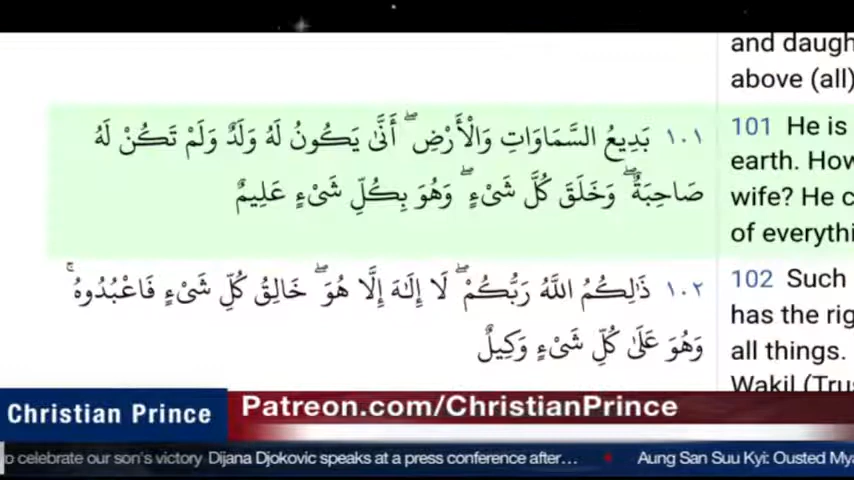 and daugh
above (all)
١٠١ بَدِيعُ السَّمَاوَاتِ وَالْأَرْضِ ۖ أَنَّىٰ يَكُونُ لَهُ وَلَدٌ وَلَمْ تَكُنْ لَهُ
صَاحِبَةٌ ۖ وَخَلَقَ كُلَّ شَيْءٍ ۖ وَهُوَ بِكُلِّ شَيْءٍ عَلِيمٌ
101 He is
earth. How
wife? He c
of everythi
١٠٢ ذَٰلِكُمُ اللَّهُ رَبُّكُمْ ۖ لَا إِلَٰهَ إِلَّا هُوَ ۖ خَالِقُ كُلِّ شَيْءٍ فَاعْبُدُوهُ ۚ
وَهُوَ عَلَىٰ كُلِّ شَيْءٍ وَكِيلٌ
102 Such
has the rig
all things.
Wakil (Tru
Christian Prince
Patreon.com/ChristianPrince
o celebrate our son's victory Dijana Djokovic speaks at a press conference after... Aung San Suu Kyi: Ousted Mya